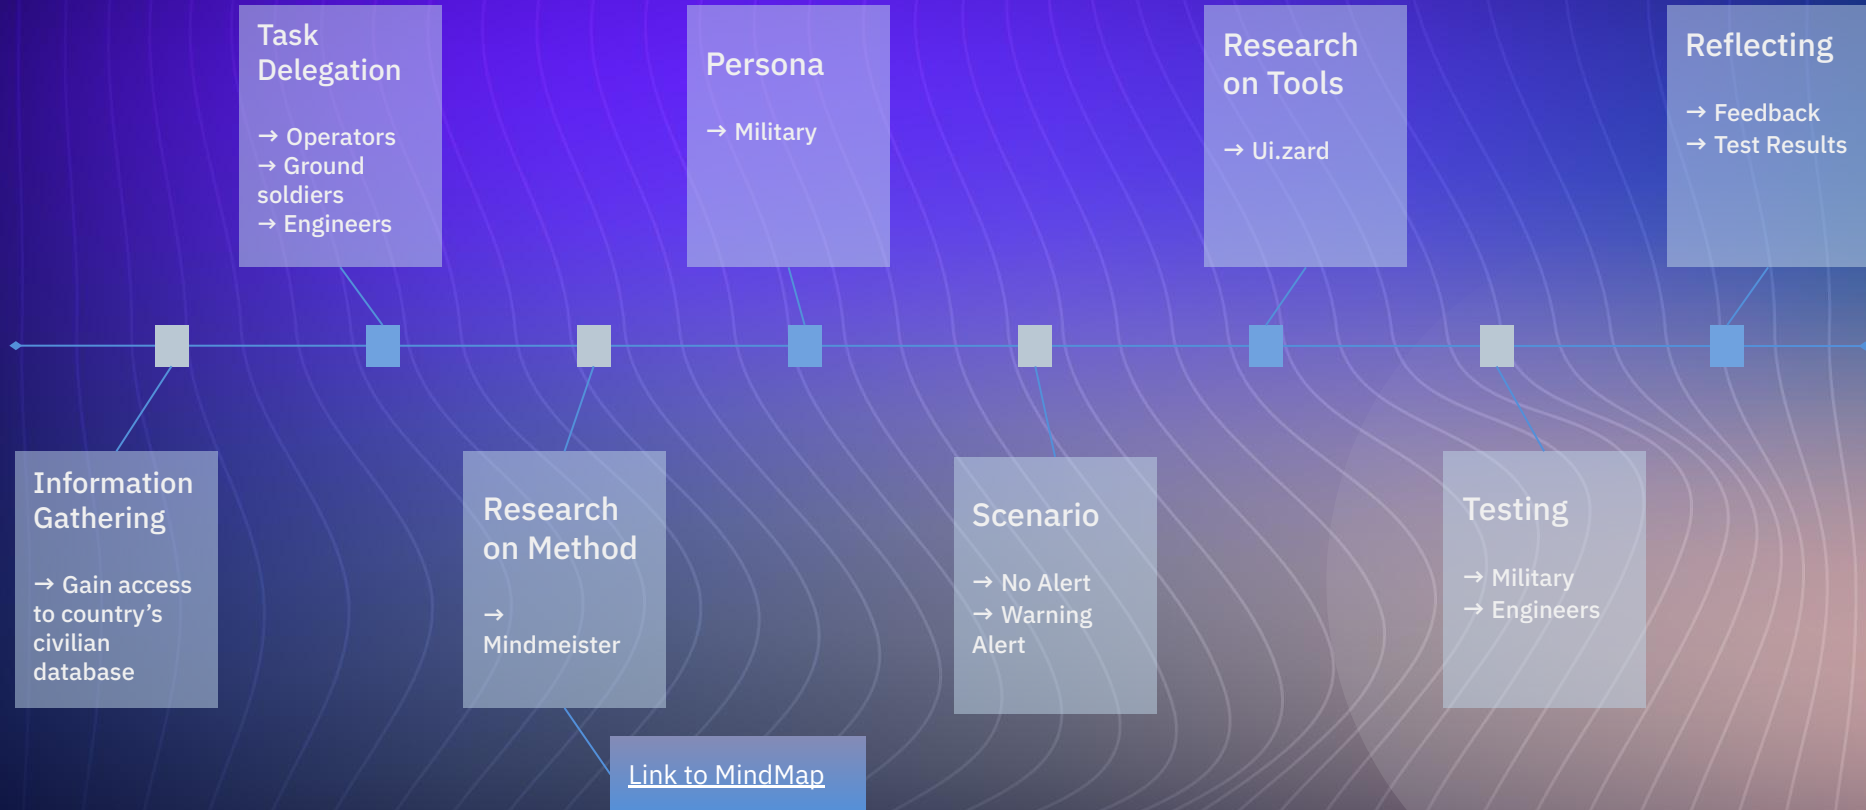 Task
Delegation
→ Operators
→ Ground
soldiers
→ Engineers
Persona
→ Military
Research
on Tools
→ Ui.zard
Reflecting
→ Feedback
→ Test Results
Information
Gathering
→ Gain access
to country’s
civilian
database
Research
on Method
→
Mindmeister
Link to MindMap
Scenario
→ No Alert
→ Warning
Alert
Testing
→ Military
→ Engineers